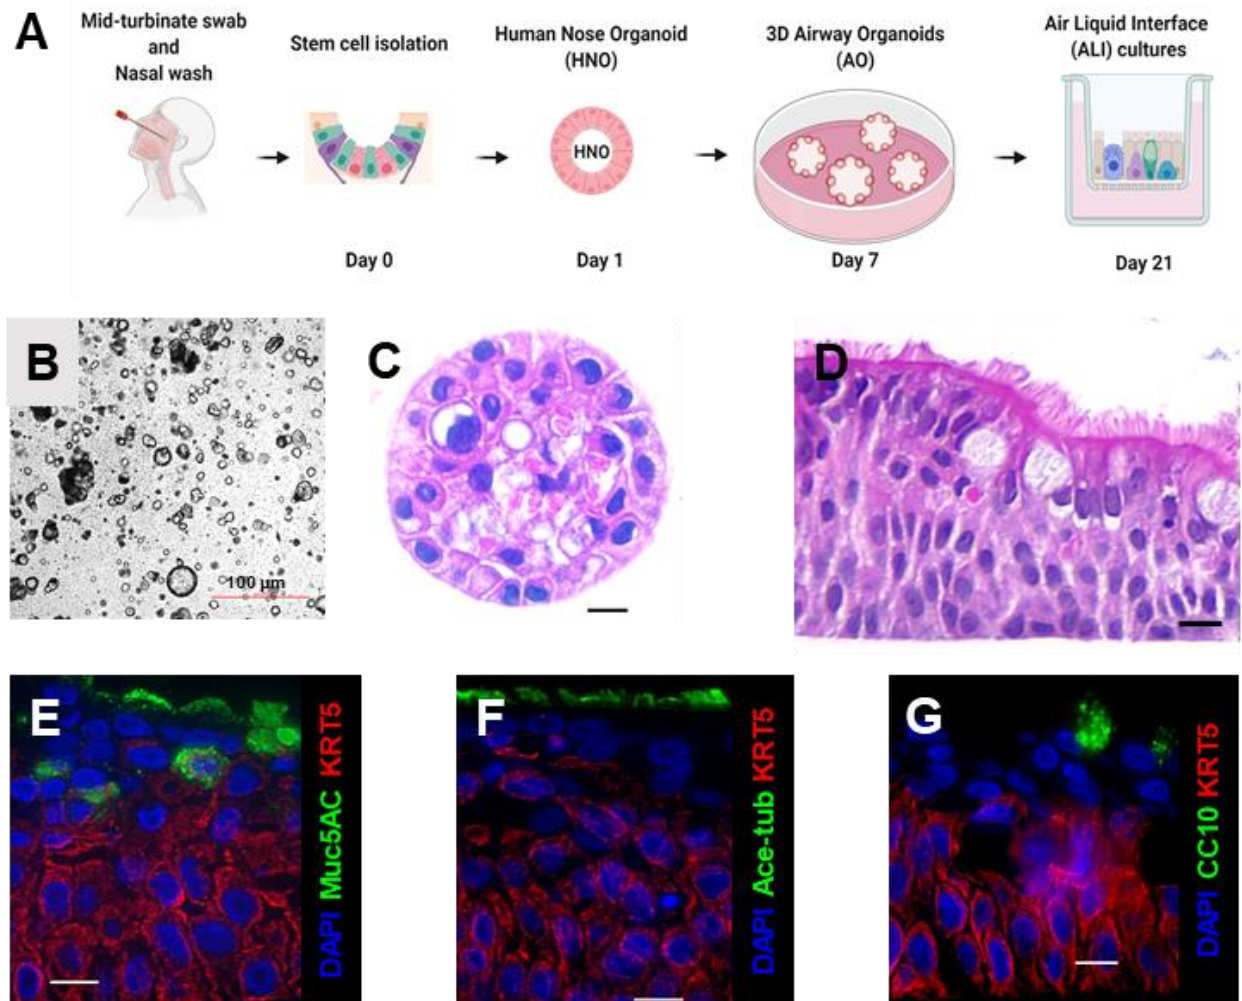 A
Mid-turbinate swab
and
Nasal wash
Stem cell isolation
Human Nose Organoid
(HNO)
3D Airway Organoids
(AO)
Air Liquid Interface
(ALI) cultures
HNO
Day 0
Day 1
Day 7
Day 21
B
100 µm
C
D
E
DAPI Muc5AC KRT5
F
DAPI Ace-tub KRT5
G
DAPI CC10 KRT5